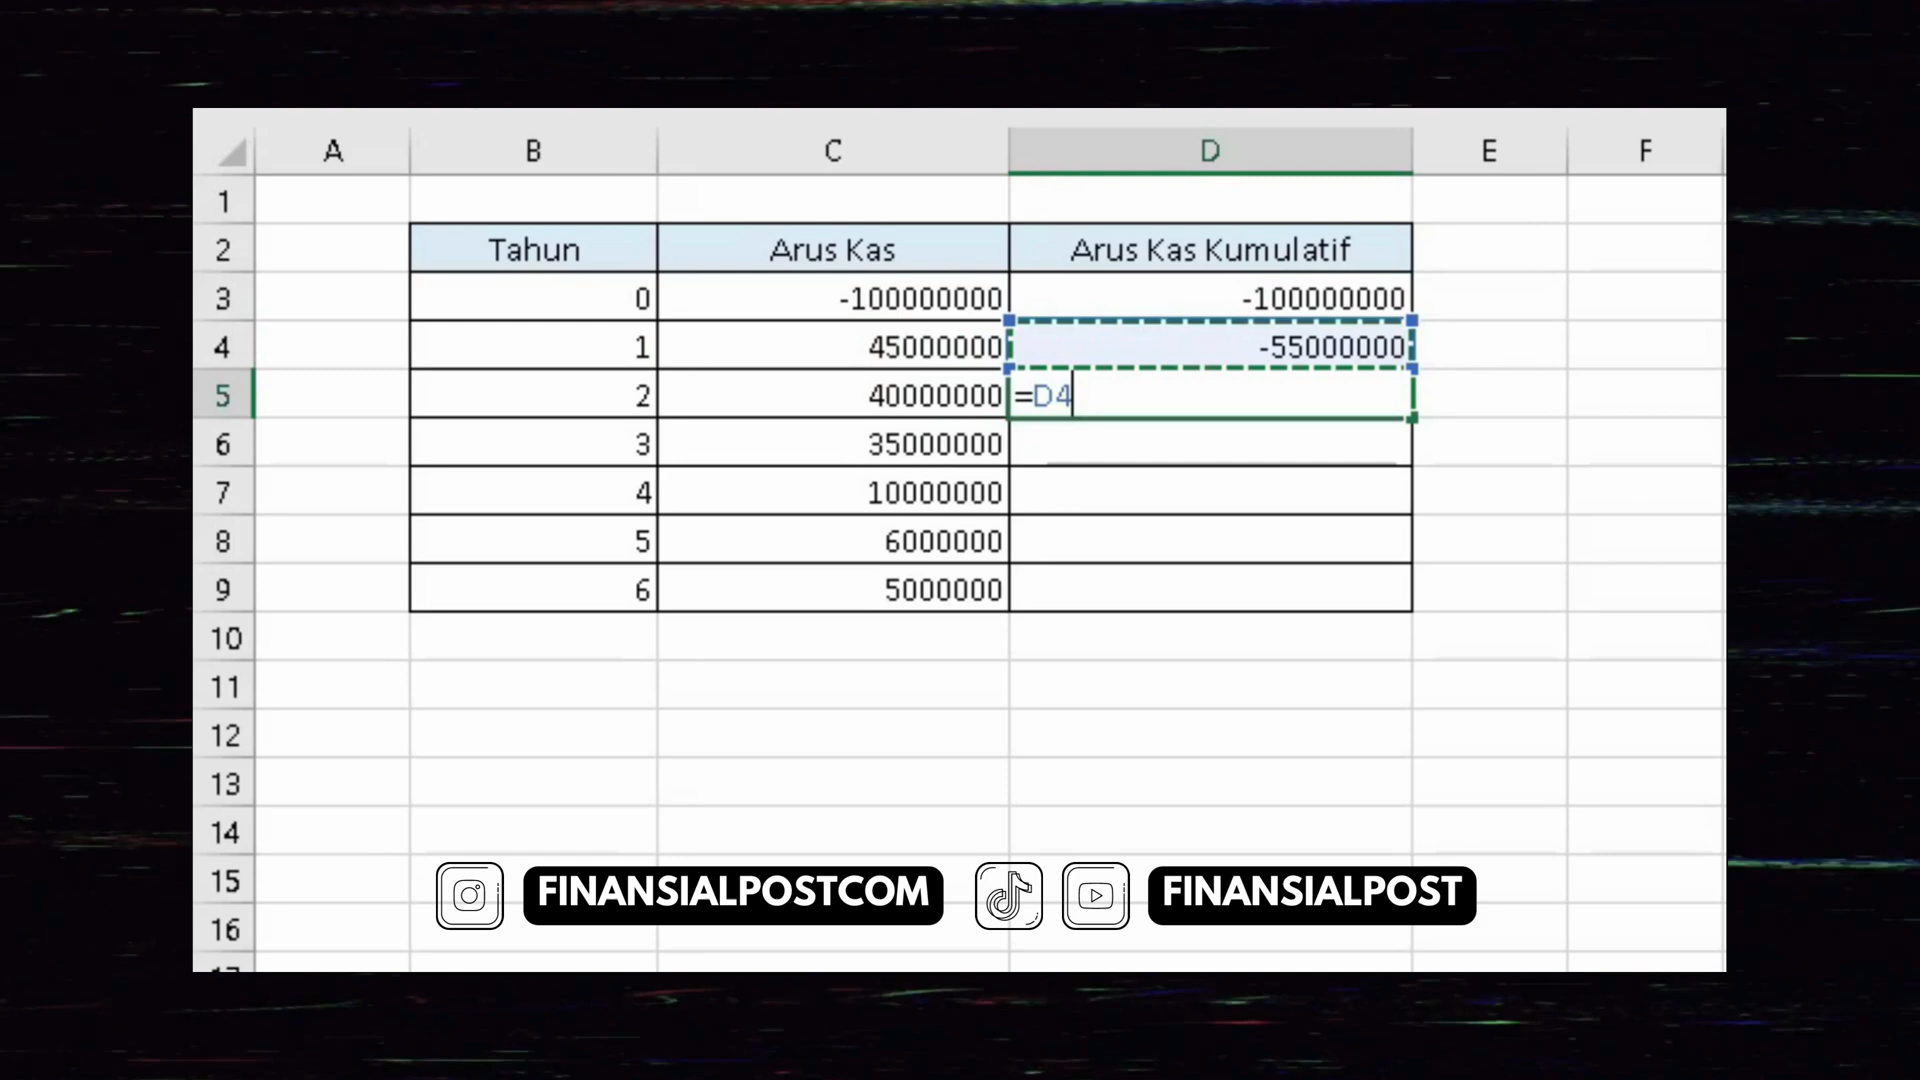 A B C D E F
1
2 Tahun Arus Kas Arus Kas Kumulatif
3 0 -100000000 -100000000
4 1 45000000 -55000000
5 2 40000000 =D4
6 3 35000000
7 4 10000000
8 5 6000000
9 6 5000000
10
11
12
13
14
15
FINANSIALPOSTCOM FINANSIALPOST
16